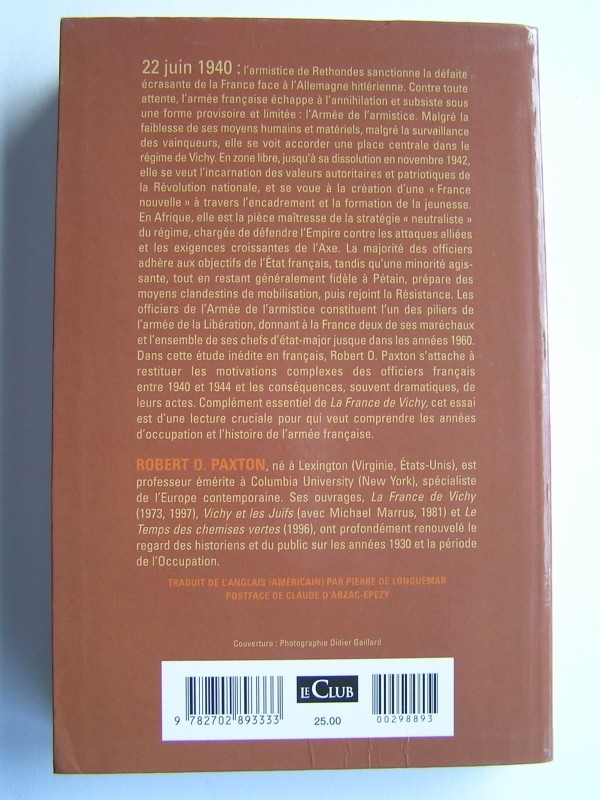 22 juin 1940 : l'armistice de Rethondes sanctionne la défaite
écrasante de la France face à l'Allemagne hitlérienne. Contre toute
attente, l'armée française échappe à l'annihilation et subsiste sous
une forme provisoire et limitée : l'Armée de l'armistice. Malgré la
faiblesse de ses moyens humains et matériels, malgré la surveillance
des vainqueurs, elle se voit accorder une place centrale dans le
régime de Vichy. En zone libre, jusqu'à sa dissolution en novembre 1942,
elle se veut l'incarnation des valeurs autoritaires et patriotiques de
la Révolution nationale, et se voue à la création d'une « France
nouvelle » à travers l'encadrement et la formation de la jeunesse.
En Afrique, elle est la pièce maîtresse de la stratégie « neutraliste »
du régime, chargée de défendre l'Empire contre les attaques alliées
et les exigences croissantes de l'Axe. La majorité des officiers
adhère aux objectifs de l'État français, tandis qu'une minorité agis-
sante, tout en restant généralement fidèle à Pétain, prépare des
moyens clandestins de mobilisation, puis rejoint la Résistance. Les
officiers de l'Armée de l'armistice constituent l'un des piliers de
l'armée de la Libération, donnant à la France deux de ses maréchaux
et l'ensemble de ses chefs d'état-major jusque dans les années 1960.
Dans cette étude inédite en français, Robert O. Paxton s'attache à
restituer les motivations complexes des officiers français
entre 1940 et 1944 et les conséquences, souvent dramatiques, de
leurs actes. Complément essentiel de La France de Vichy, cet essai
est d'une lecture cruciale pour qui veut comprendre les années
d'occupation et l'histoire de l'armée française.
ROBERT O. PAXTON, né à Lexington (Virginie, États-Unis), est
professeur émérite à Columbia University (New York), spécialiste
de l'Europe contemporaine. Ses ouvrages, La France de Vichy
(1973, 1997), Vichy et les Juifs (avec Michael Marrus, 1981) et Le
Temps des chemises vertes (1996), ont profondément renouvelé le
regard des historiens et du public sur les années 1930 et la période
de l'Occupation.
TRADUIT DE L'ANGLAIS (AMÉRICAIN) PAR PIERRE DE LONGUEMAR
POSTFACE DE CLAUDE D'ABZAC-EPEZY
Couverture : Photographie Didier Gaillard
LE CLUB
9 782702 893333
25.00
00298893